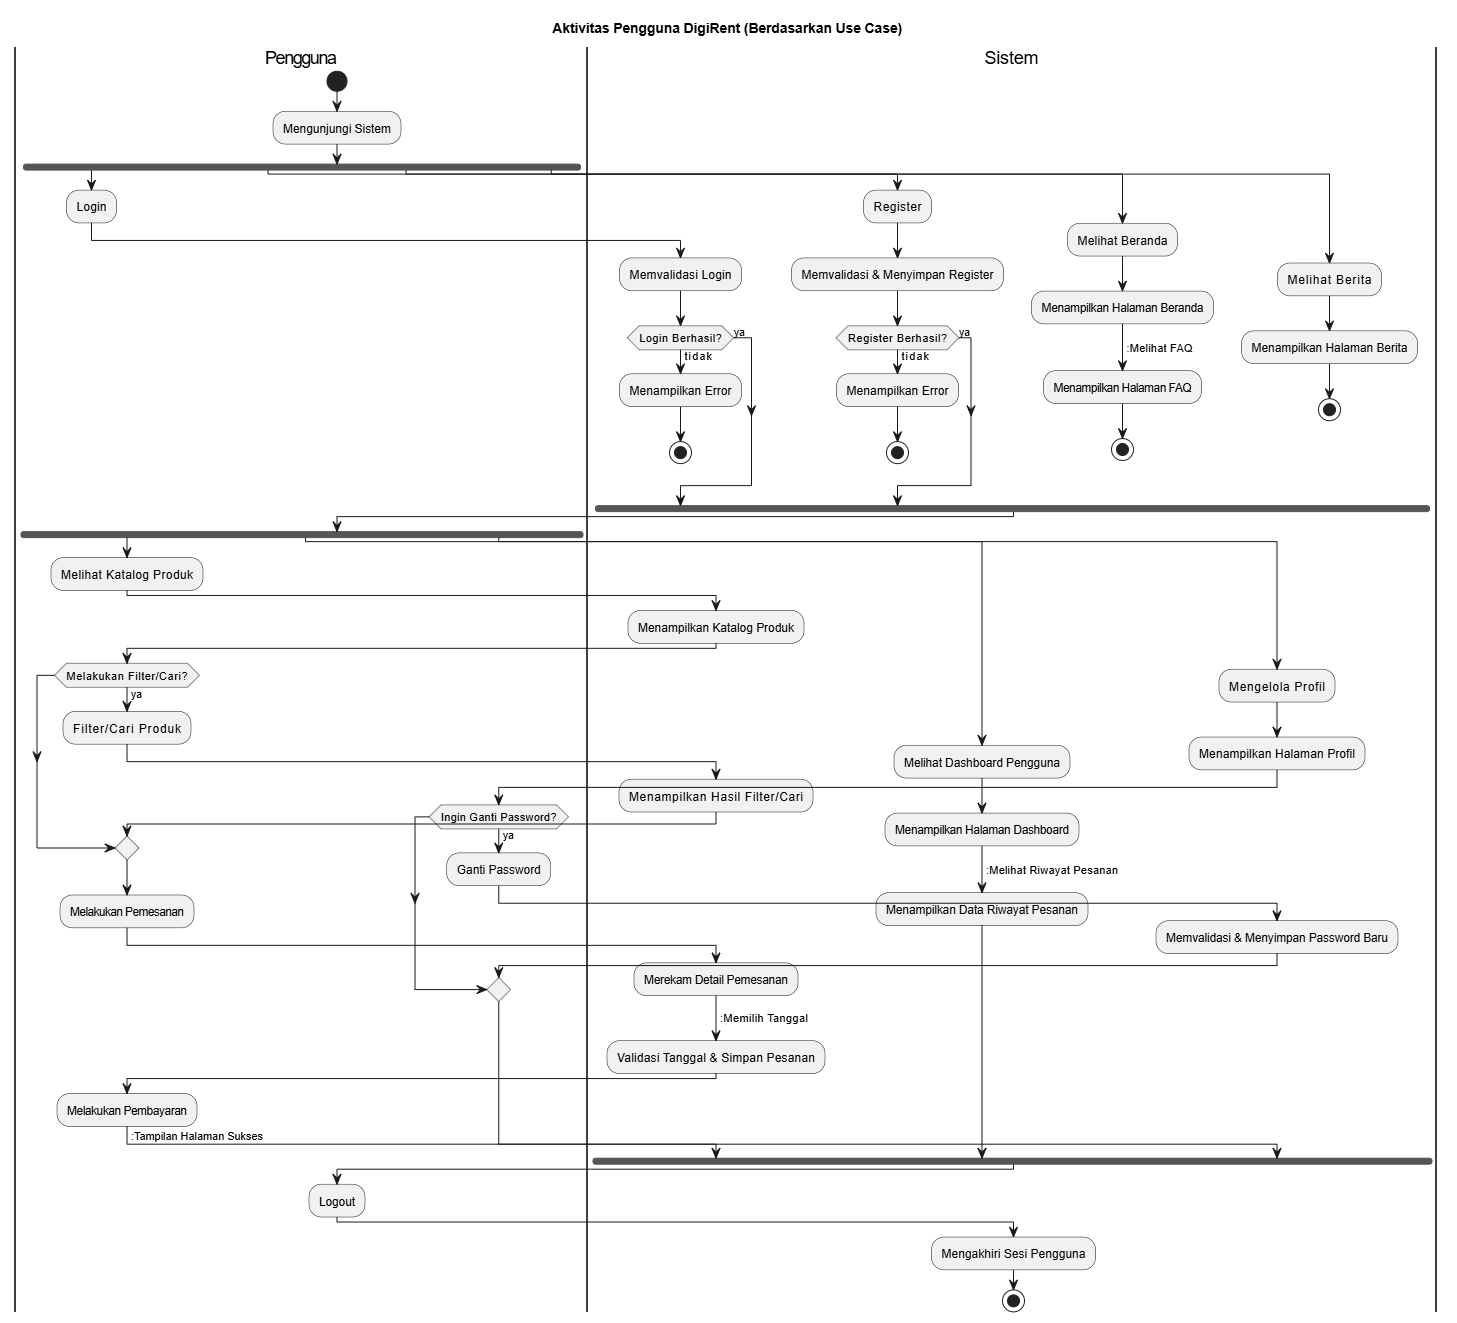 Aktivitas Pengguna DigiRent (Berdasarkan Use Case)
Pengguna
Sistem
Mengunjungi Sistem
Login
Register
Melihat Beranda
Memvalidasi Login
Memvalidasi & Menyimpan Register
Melihat Berita
Menampilkan Halaman Beranda
Login Berhasil?
ya
Register Berhasil?
ya
tidak
tidak
:Melihat FAQ
Menampilkan Halaman Berita
Menampilkan Error
Menampilkan Error
Menampilkan Halaman FAQ
Melihat Katalog Produk
Menampilkan Katalog Produk
Melakukan Filter/Cari?
ya
Mengelola Profil
Filter/Cari Produk
Menampilkan Halaman Profil
Melihat Dashboard Pengguna
Menampilkan Hasil Filter/Cari
Ingin Ganti Password?
ya
Menampilkan Halaman Dashboard
Ganti Password
:Melihat Riwayat Pesanan
Melakukan Pemesanan
Menampilkan Data Riwayat Pesanan
Memvalidasi & Menyimpan Password Baru
Merekam Detail Pemesanan
:Memilih Tanggal
Validasi Tanggal & Simpan Pesanan
Melakukan Pembayaran
:Tampilan Halaman Sukses
Logout
Mengakhiri Sesi Pengguna